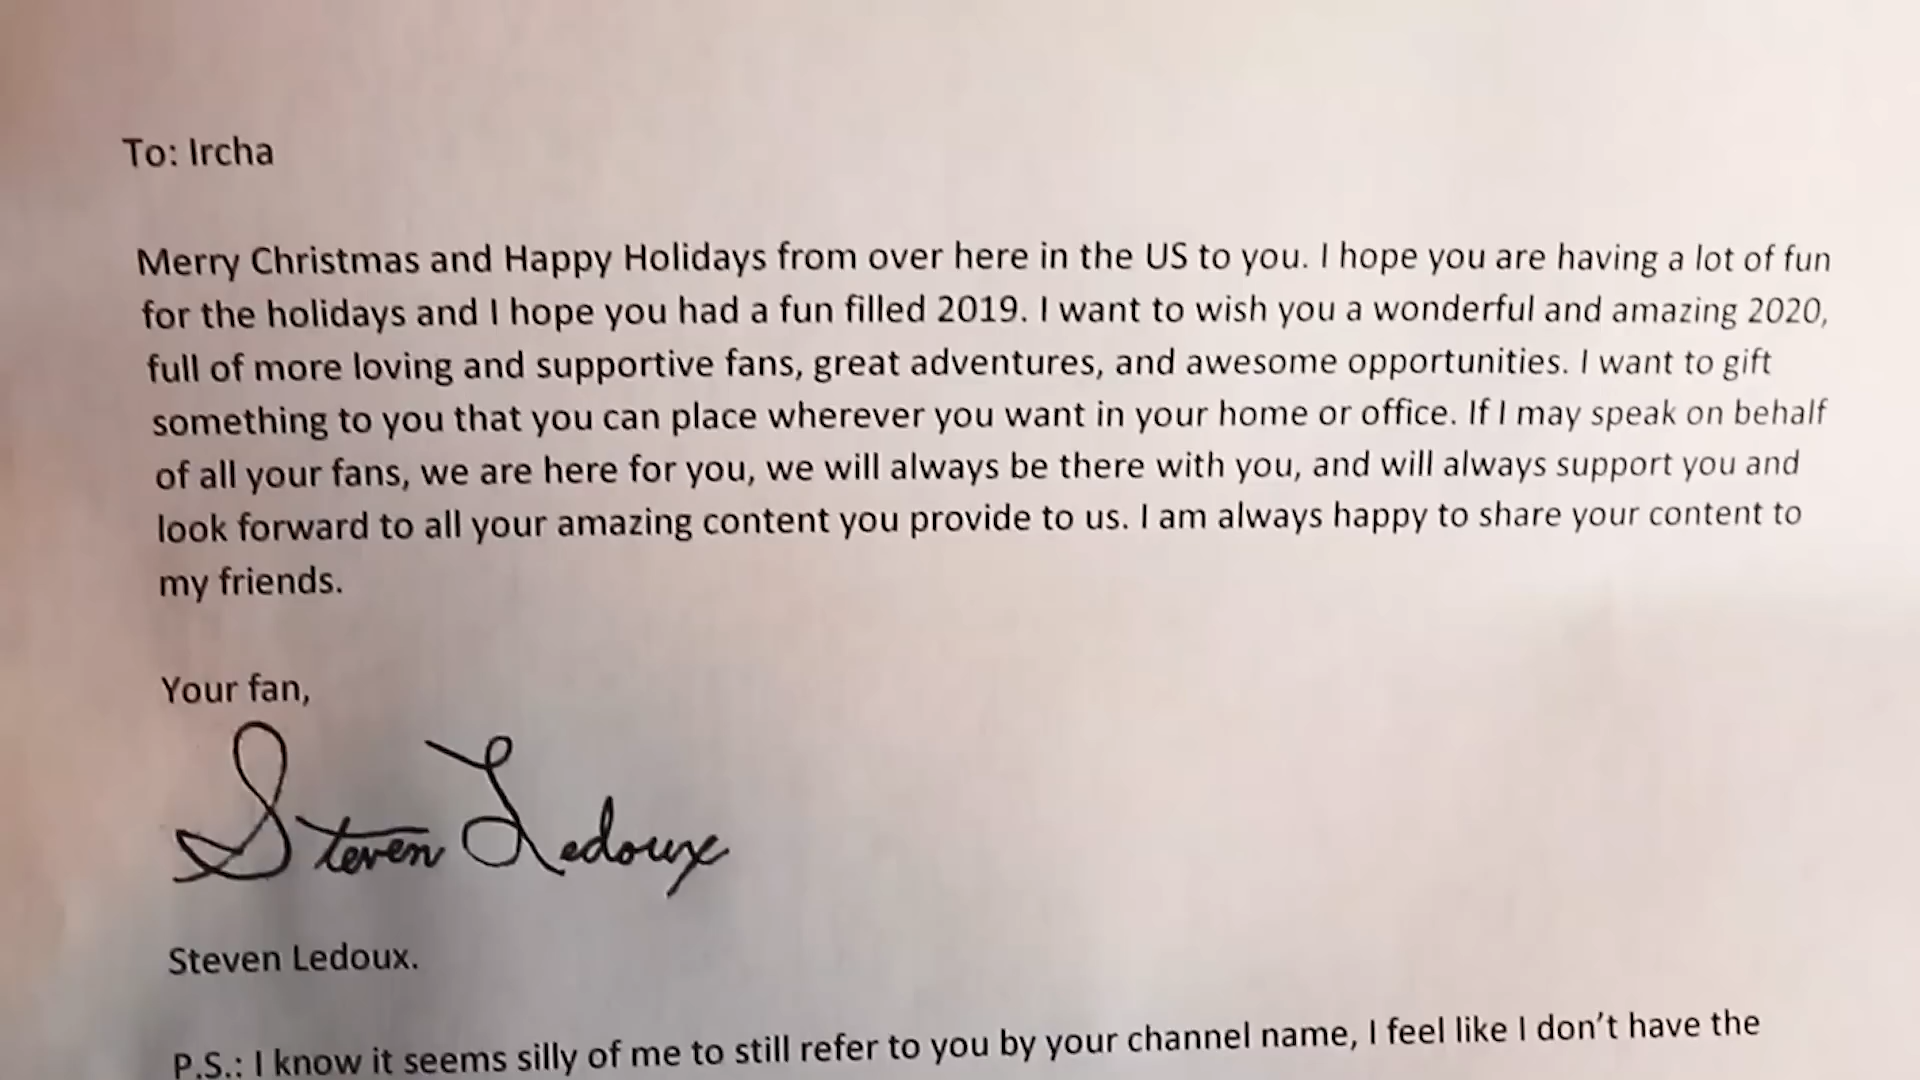 To: Ircha
Merry Christmas and Happy Holidays from over here in the US to you. I hope you are having a lot of fun
for the holidays and I hope you had a fun filled 2019. I want to wish you a wonderful and amazing 2020,
full of more loving and supportive fans, great adventures, and awesome opportunities. I want to gift
something to you that you can place wherever you want in your home or office. If I may speak on behalf
of all your fans, we are here for you, we will always be there with you, and will always support you and
look forward to all your amazing content you provide to us. I am always happy to share your content to
my friends.
Your fan,
Steven Ledoux
Steven Ledoux.
P.S.: I know it seems silly of me to still refer to you by your channel name, I feel like I don’t have the